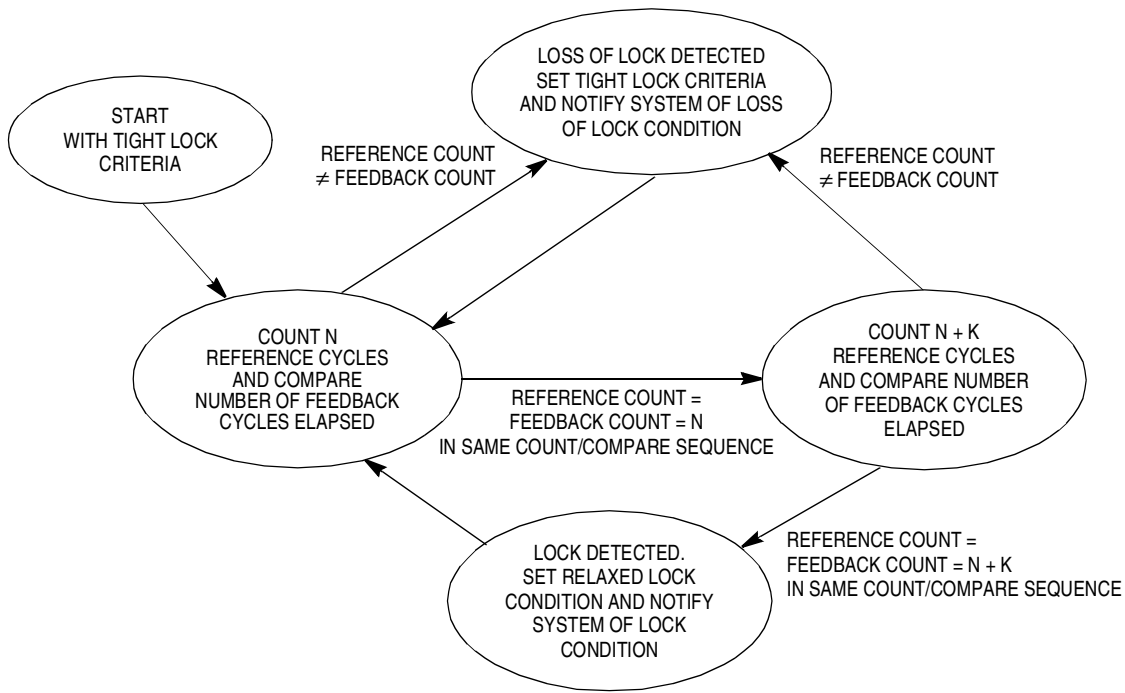 START
WITH TIGHT LOCK
CRITERIA
LOSS OF LOCK DETECTED
SET TIGHT LOCK CRITERIA
AND NOTIFY SYSTEM OF LOSS
OF LOCK CONDITION
REFERENCE COUNT
≠ FEEDBACK COUNT
REFERENCE COUNT
≠ FEEDBACK COUNT
COUNT N
REFERENCE CYCLES
AND COMPARE
NUMBER OF FEEDBACK
CYCLES ELAPSED
REFERENCE COUNT =
FEEDBACK COUNT = N
IN SAME COUNT/COMPARE SEQUENCE
COUNT N + K
REFERENCE CYCLES
AND COMPARE NUMBER
OF FEEDBACK CYCLES
ELAPSED
LOCK DETECTED.
SET RELAXED LOCK
CONDITION AND NOTIFY
SYSTEM OF LOCK
CONDITION
REFERENCE COUNT =
FEEDBACK COUNT = N + K
IN SAME COUNT/COMPARE SEQUENCE